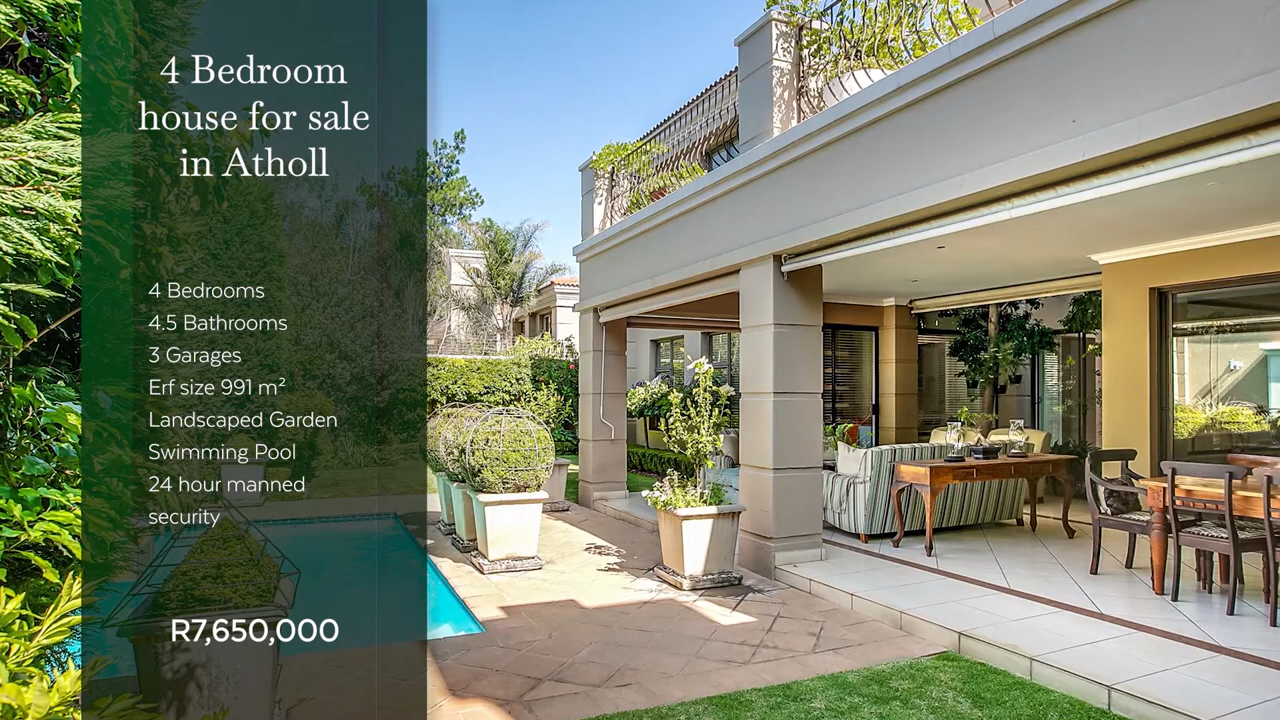 4 Bedroom
house for sale
in Atholl
4 Bedrooms
4.5 Bathrooms
3 Garages
Erf size 991 m²
Landscaped Garden
Swimming Pool
24 hour manned
security
R7,650,000